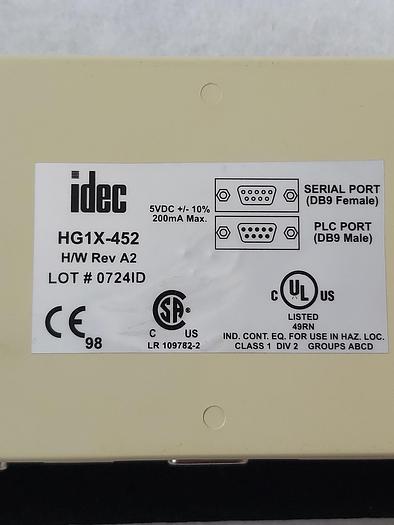 idec
HG1X-452
H/W Rev A2
LOT # 0724ID
5VDC +/- 10%
200mA Max.
SERIAL PORT
(DB9 Female)
PLC PORT
(DB9 Male)
CE 98
SA
C US
LR 109782-2
C UL US
LISTED
49RN
IND. CONT. EQ. FOR USE IN HAZ. LOC.
CLASS 1 DIV 2 GROUPS ABCD